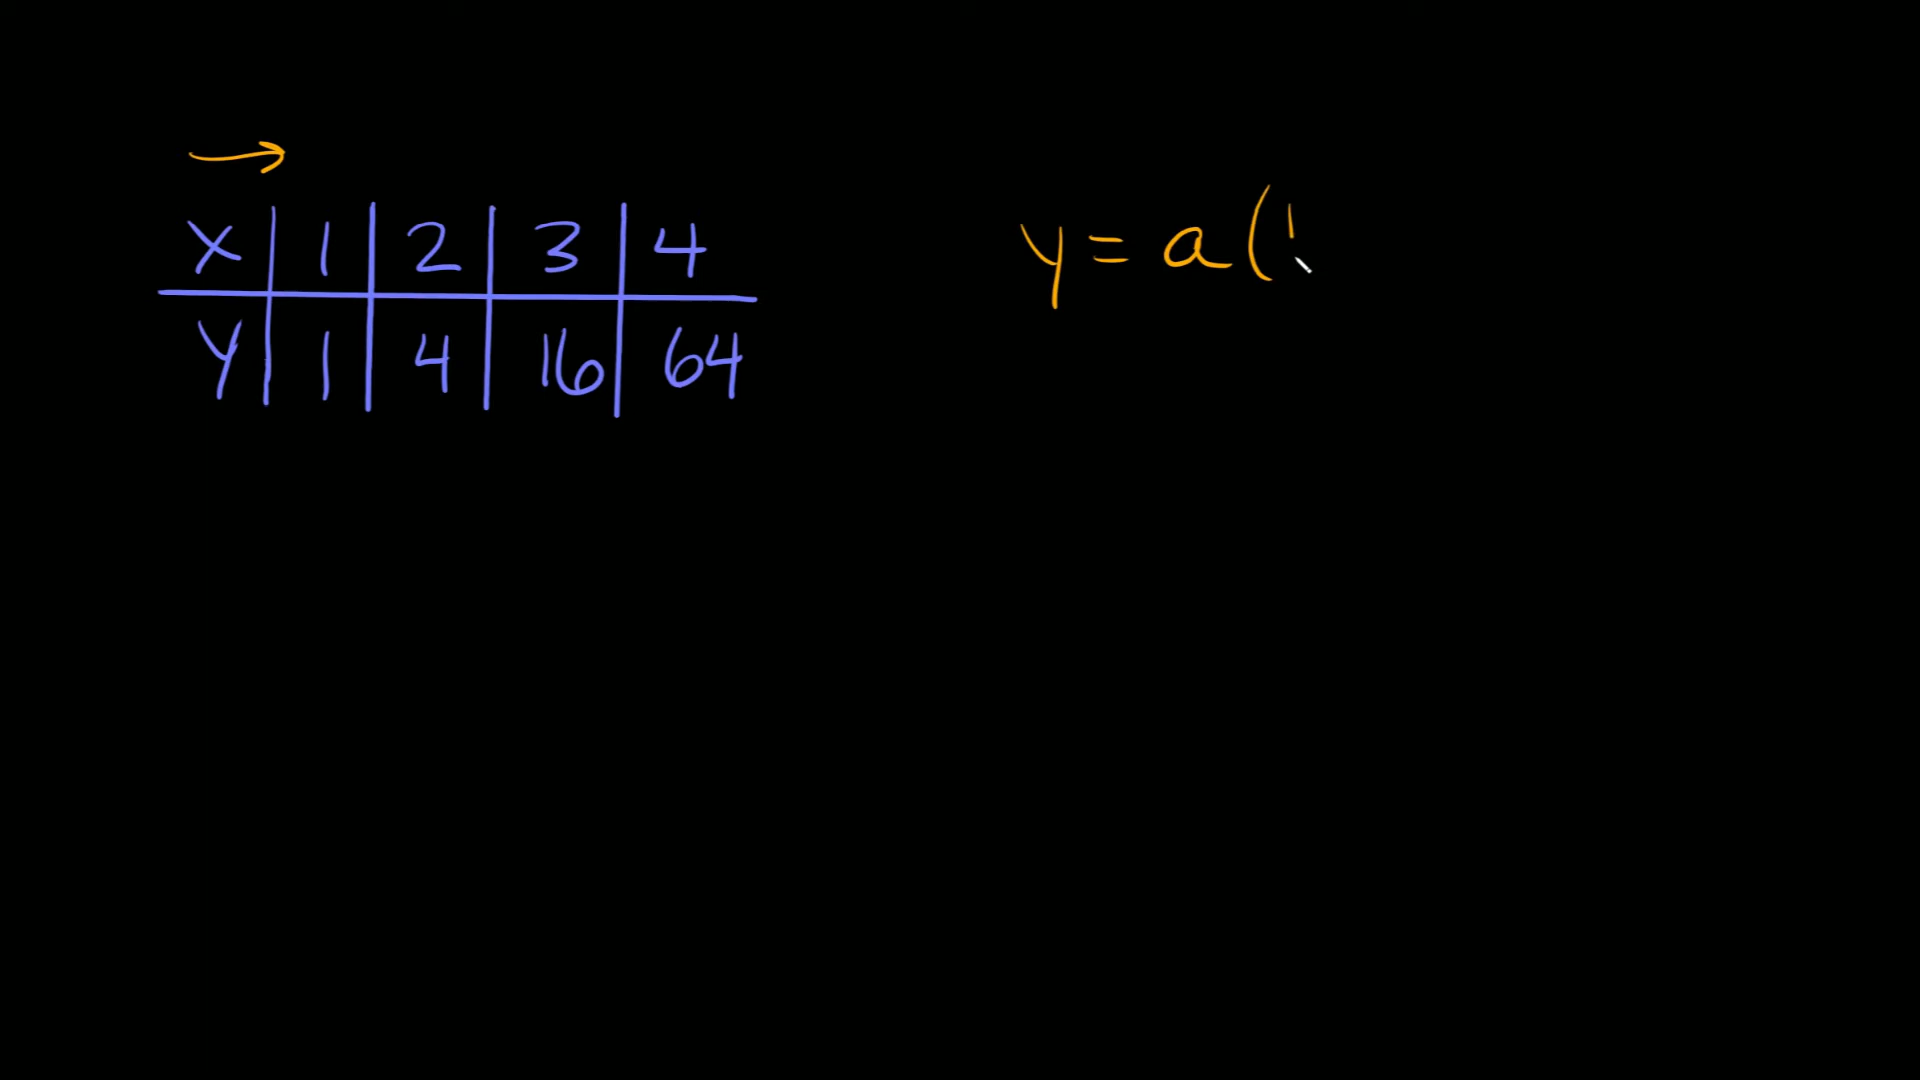 →
X | 1 | 2 | 3 | 4
Y | 1 | 4 | 16 | 64
y = a (